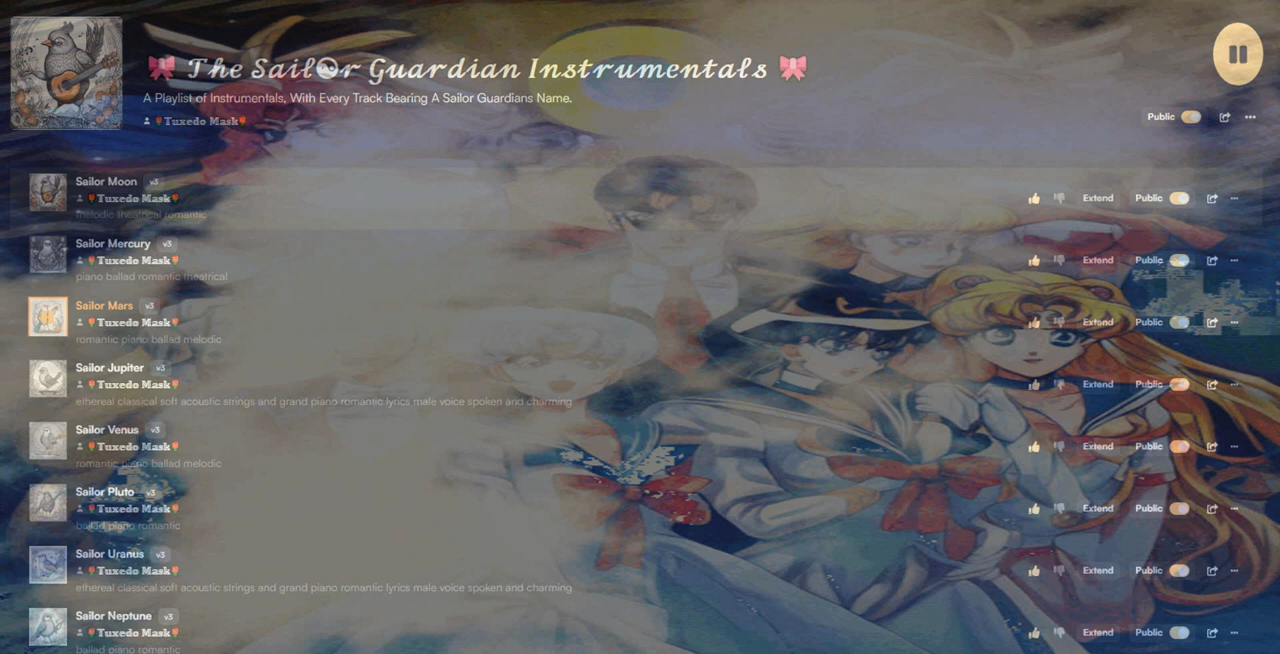 🎀 The Sailor Guardian Instrumentals 🎀
A Playlist of Instrumentals, With Every Track Bearing A Sailor Guardians Name.
🌹Tuxedo Mask🌹
Public
Sailor Moon v3
🌹Tuxedo Mask🌹
melodic theatrical romantic
Extend Public
Sailor Mercury v3
🌹Tuxedo Mask🌹
piano ballad romantic theatrical
Extend Public
Sailor Mars v3
🌹Tuxedo Mask🌹
romantic piano ballad melodic
Extend Public
Sailor Jupiter v3
🌹Tuxedo Mask🌹
ethereal classical soft acoustic strings and grand piano romantic lyrics male voice spoken and charming
Extend Public
Sailor Venus v3
🌹Tuxedo Mask🌹
romantic piano ballad melodic
Extend Public
Sailor Pluto v3
🌹Tuxedo Mask🌹
ballad piano romantic
Extend Public
Sailor Uranus v3
🌹Tuxedo Mask🌹
ethereal classical soft acoustic strings and grand piano romantic lyrics male voice spoken and charming
Extend Public
Sailor Neptune v3
🌹Tuxedo Mask🌹
ballad piano romantic
Extend Public